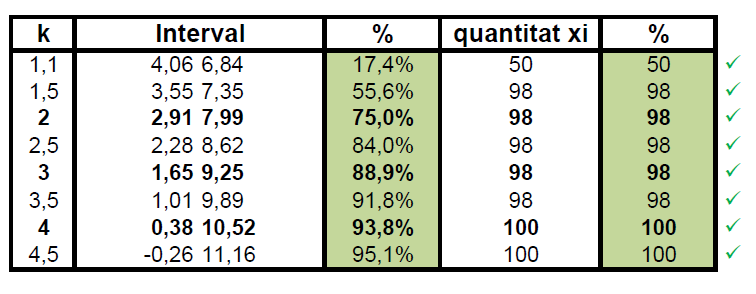 k Interval % quantitat xi %
1,1 4,06 6,84 17,4% 50 50 ✓
1,5 3,55 7,35 55,6% 98 98 ✓
2 2,91 7,99 75,0% 98 98 ✓
2,5 2,28 8,62 84,0% 98 98 ✓
3 1,65 9,25 88,9% 98 98 ✓
3,5 1,01 9,89 91,8% 98 98 ✓
4 0,38 10,52 93,8% 100 100 ✓
4,5 -0,26 11,16 95,1% 100 100 ✓